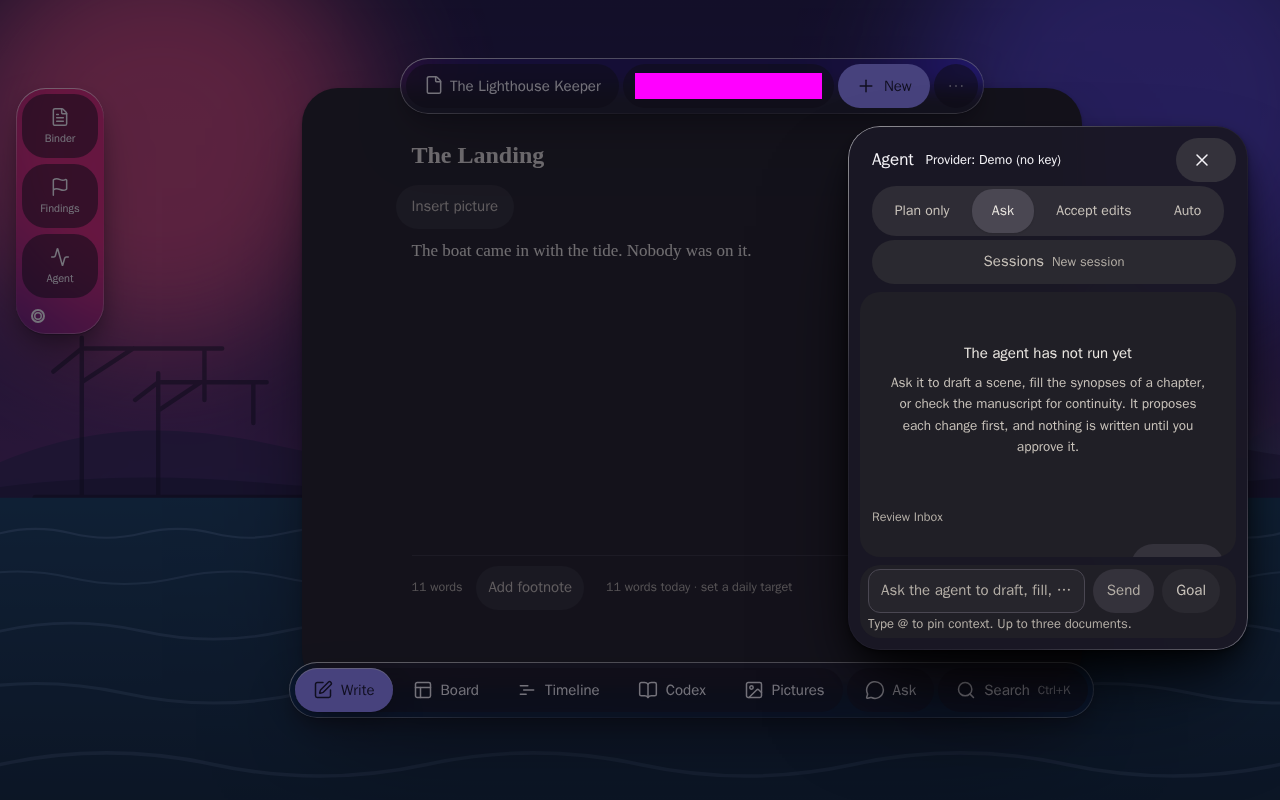 The Lighthouse Keeper
New
···
Binder
Findings
Agent
The Landing
Insert picture
The boat came in with the tide. Nobody was on it.
11 words
Add footnote
11 words today · set a daily target
Agent
Provider: Demo (no key)
Plan only
Ask
Accept edits
Auto
Sessions New session
The agent has not run yet
Ask it to draft a scene, fill the synopses of a chapter,
or check the manuscript for continuity. It proposes
each change first, and nothing is written until you
approve it.
Review Inbox
Ask the agent to draft, fill, ···
Send
Goal
Type @ to pin context. Up to three documents.
Write
Board
Timeline
Codex
Pictures
Ask
Search Ctrl+K